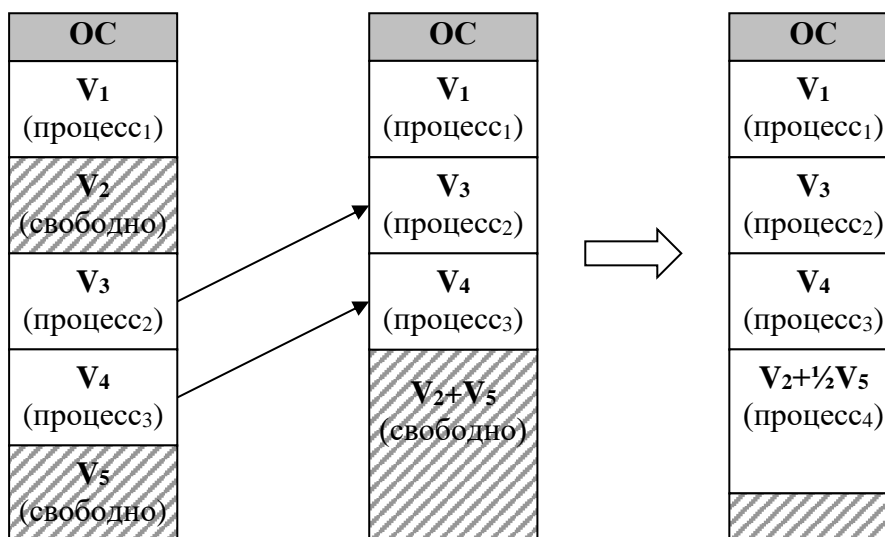 ОС
V₁
(процесс₁)
V₂
(свободно)
V₃
(процесс₂)
V₄
(процесс₃)
V₅
(свободно)
ОС
V₁
(процесс₁)
V₃
(процесс₂)
V₄
(процесс₃)
V₂+V₅
(свободно)
ОС
V₁
(процесс₁)
V₃
(процесс₂)
V₄
(процесс₃)
V₂+½V₅
(процесс₄)